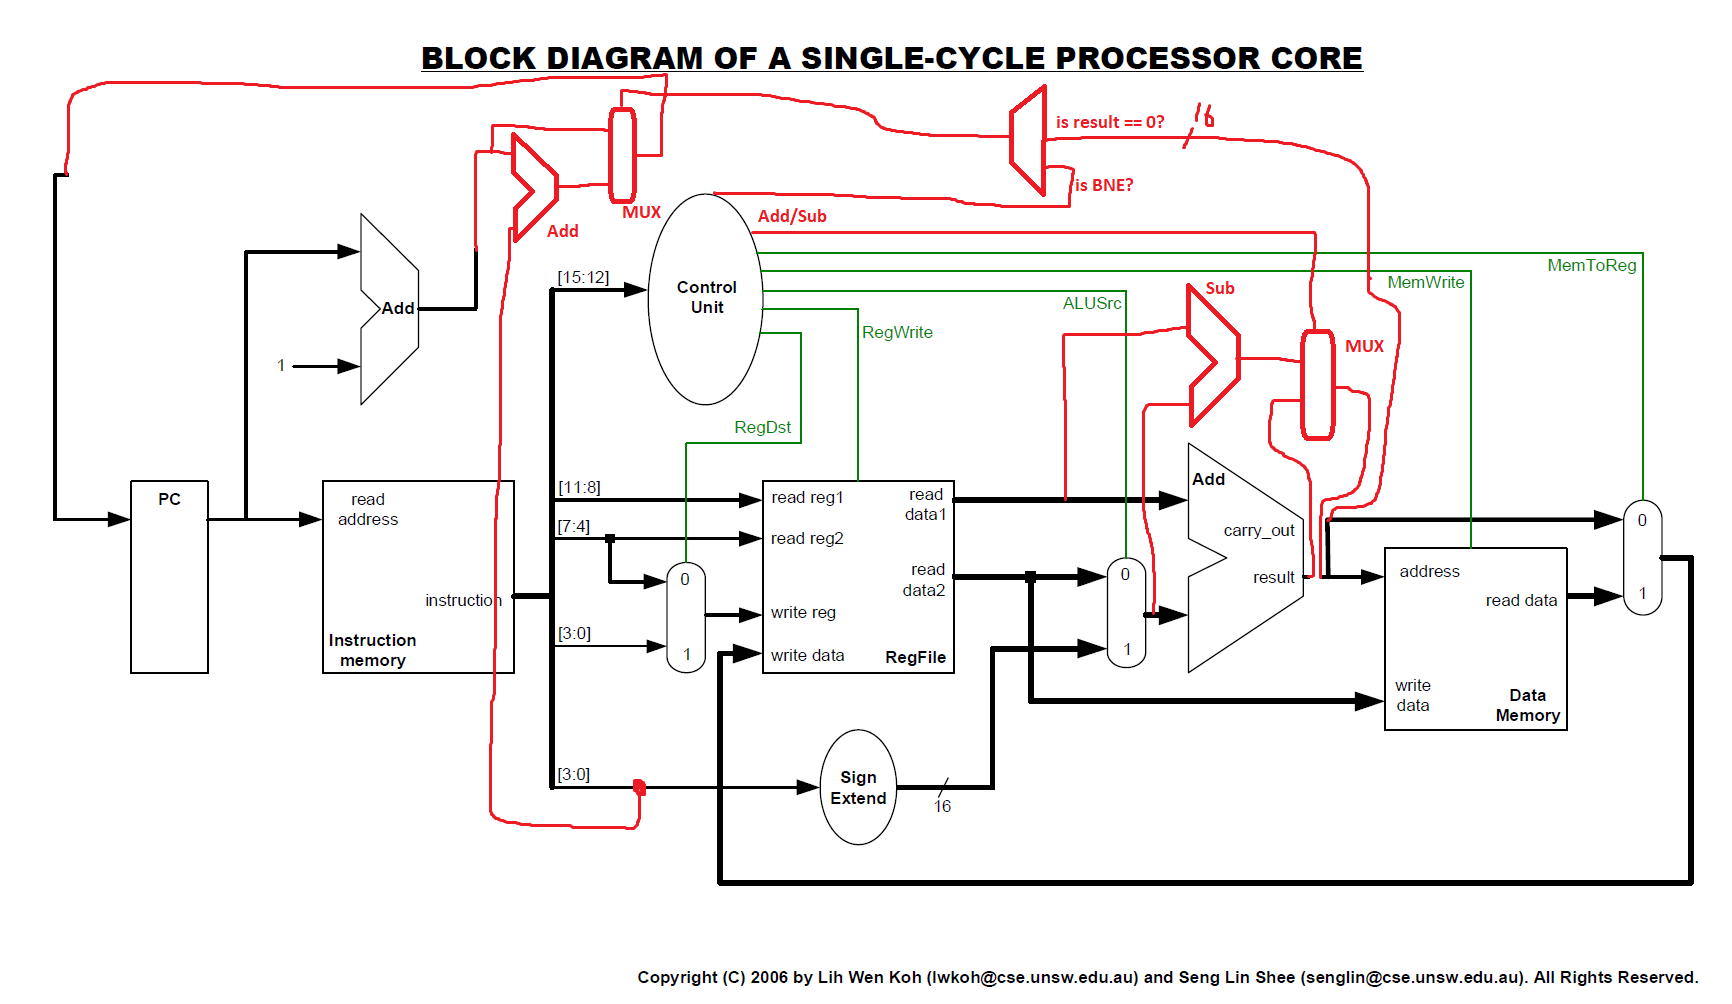 BLOCK DIAGRAM OF A SINGLE-CYCLE PROCESSOR CORE
is result == 0?
16
is BNE?
MUX
Add
Add/Sub
MemToReg
MemWrite
[15:12]
Control
Unit
ALUSrc
Sub
Add
RegWrite
MUX
1
RegDst
PC
read
address
instruction
Instruction
memory
[11:8]
[7:4]
[3:0]
0
1
read reg1
read
data1
read reg2
read
data2
write reg
write data
RegFile
0
1
Add
carry_out
result
address
read data
write
data
Data
Memory
0
1
[3:0]
Sign
Extend
16
Copyright (C) 2006 by Lih Wen Koh (lwkoh@cse.unsw.edu.au) and Seng Lin Shee (senglin@cse.unsw.edu.au). All Rights Reserved.